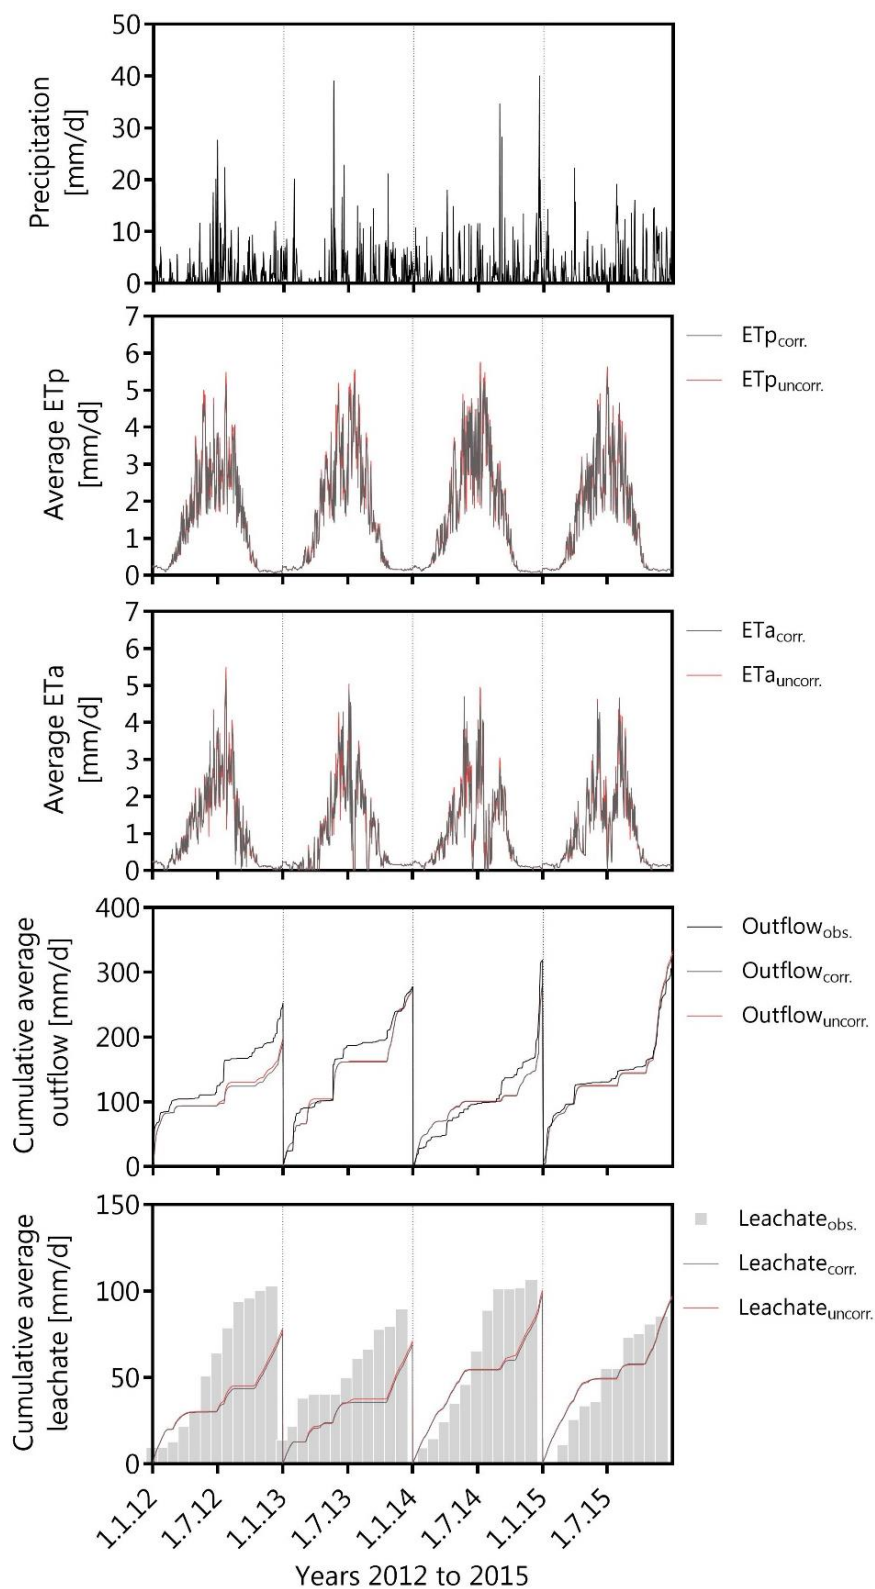 Precipitation
[mm/d]
50
40
30
20
10
0
Average ETp
[mm/d]
7
6
5
4
3
2
1
0
ETpcorr.
ETpuncorr.
Average ETa
[mm/d]
7
6
5
4
3
2
1
0
ETacorr.
ETauncorr.
Cumulative average
outflow [mm/d]
400
300
200
100
0
Outflowobs.
Outflowcorr.
Outflowuncorr.
Cumulative average
leachate [mm/d]
150
100
50
0
Leachateobs.
Leachatecorr.
Leachateuncorr.
1.1.12
1.7.12
1.1.13
1.7.13
1.1.14
1.7.14
1.1.15
1.7.15
Years 2012 to 2015